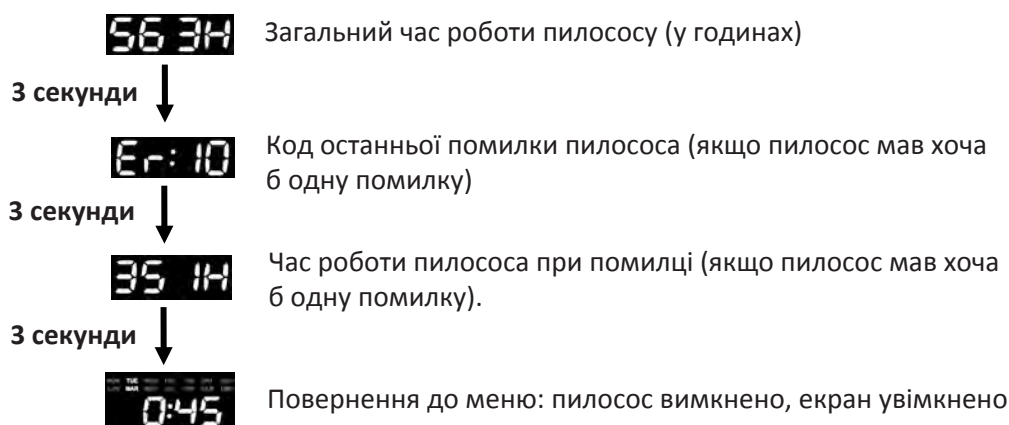 563H
Загальний час роботи пилососу (у годинах)
3 секунди
Er:10
Код останньої помилки пилососа (якщо пилосос мав хоча
б одну помилку)
3 секунди
351H
Час роботи пилососа при помилці (якщо пилосос мав хоча
б одну помилку).
3 секунди
TUE
MAR
0:45
Повернення до меню: пилосос вимкнено, екран увімкнено